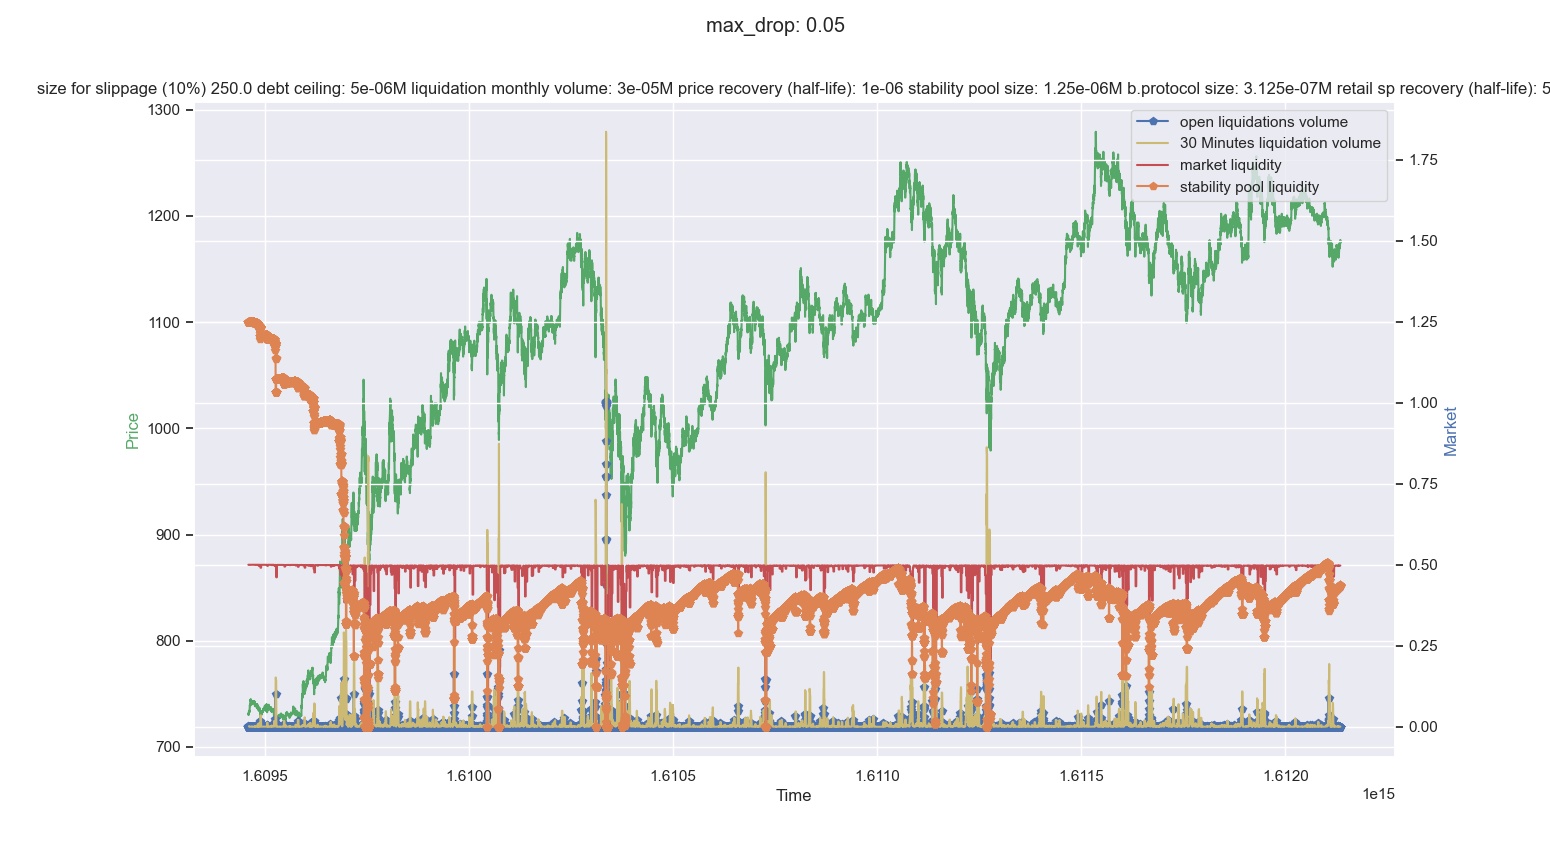 max_drop: 0.05
size for slippage (10%) 250.0 debt ceiling: 5e-06M liquidation monthly volume: 3e-05M price recovery (half-life): 1e-06 stability pool size: 1.25e-06M b.protocol size: 3.125e-07M retail sp recovery (half-life): 5
open liquidations volume
30 Minutes liquidation volume
market liquidity
stability pool liquidity
1300
1200
1100
1000
900
800
700
Price
1.75
1.50
1.25
1.00
0.75
0.50
0.25
0.00
Market
1.6095 1.6100 1.6105 1.6110 1.6115 1.6120
Time
1e15